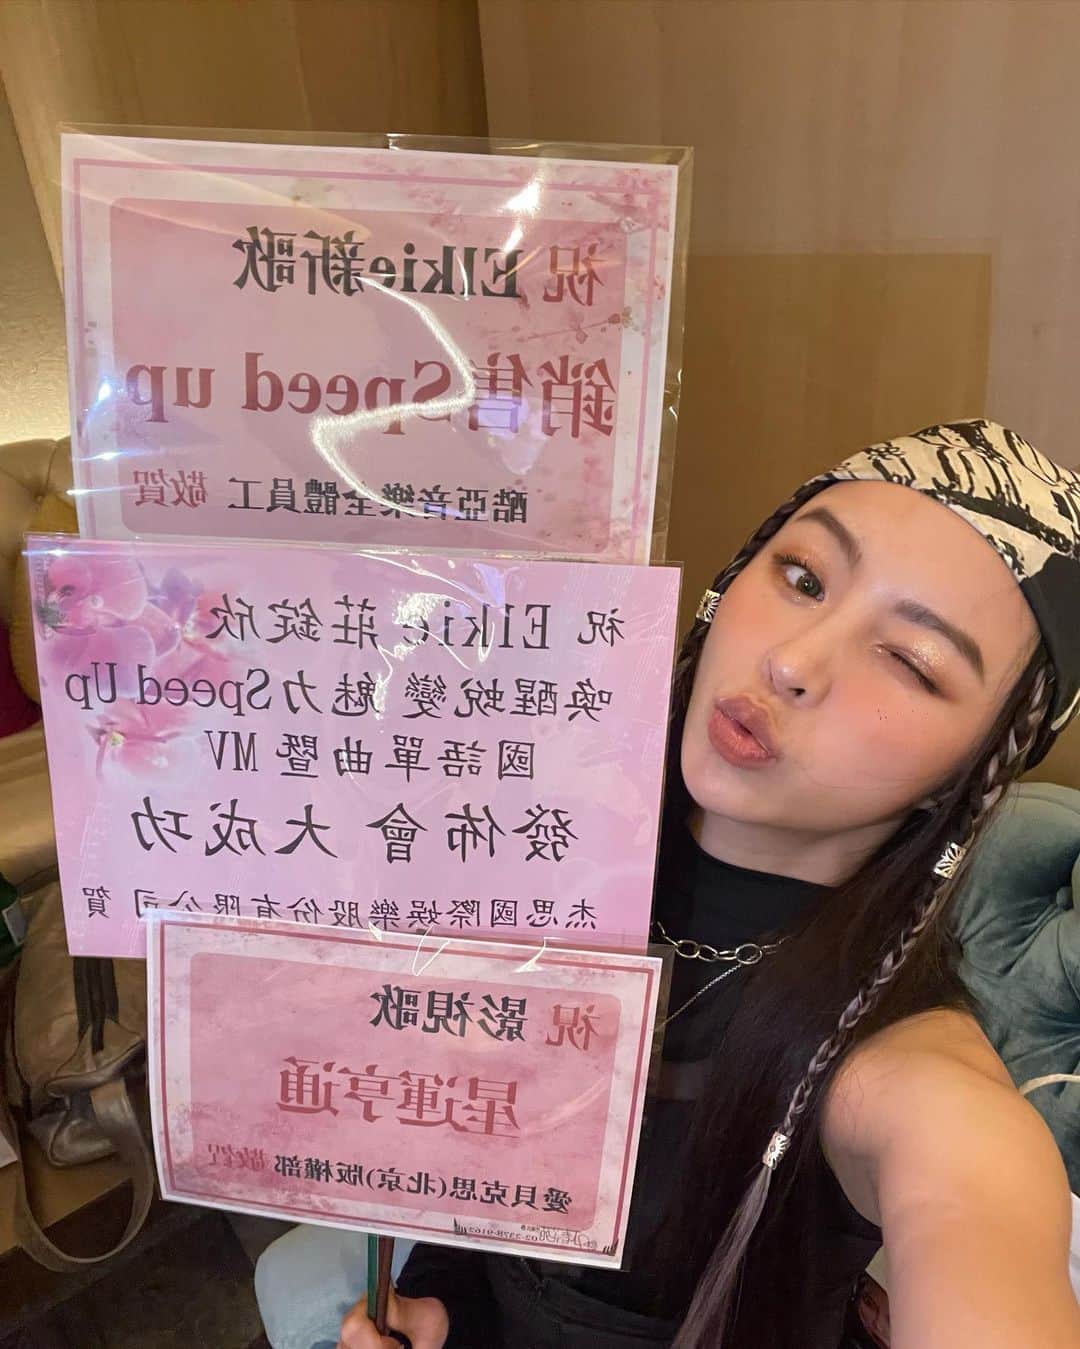 祝 Elkie新歌
銷售Speed up
酷亞音樂全體員工 敬賀
祝 Elkie 莊錠欣
喚醒蛻變 魅力Speed Up
國語單曲暨 MV
發佈會 大成功
杰思國際娛樂股份有限公司 賀
祝 影視歌
星運亨通
愛貝克思(北京)版權部 敬賀
02-2378-9162